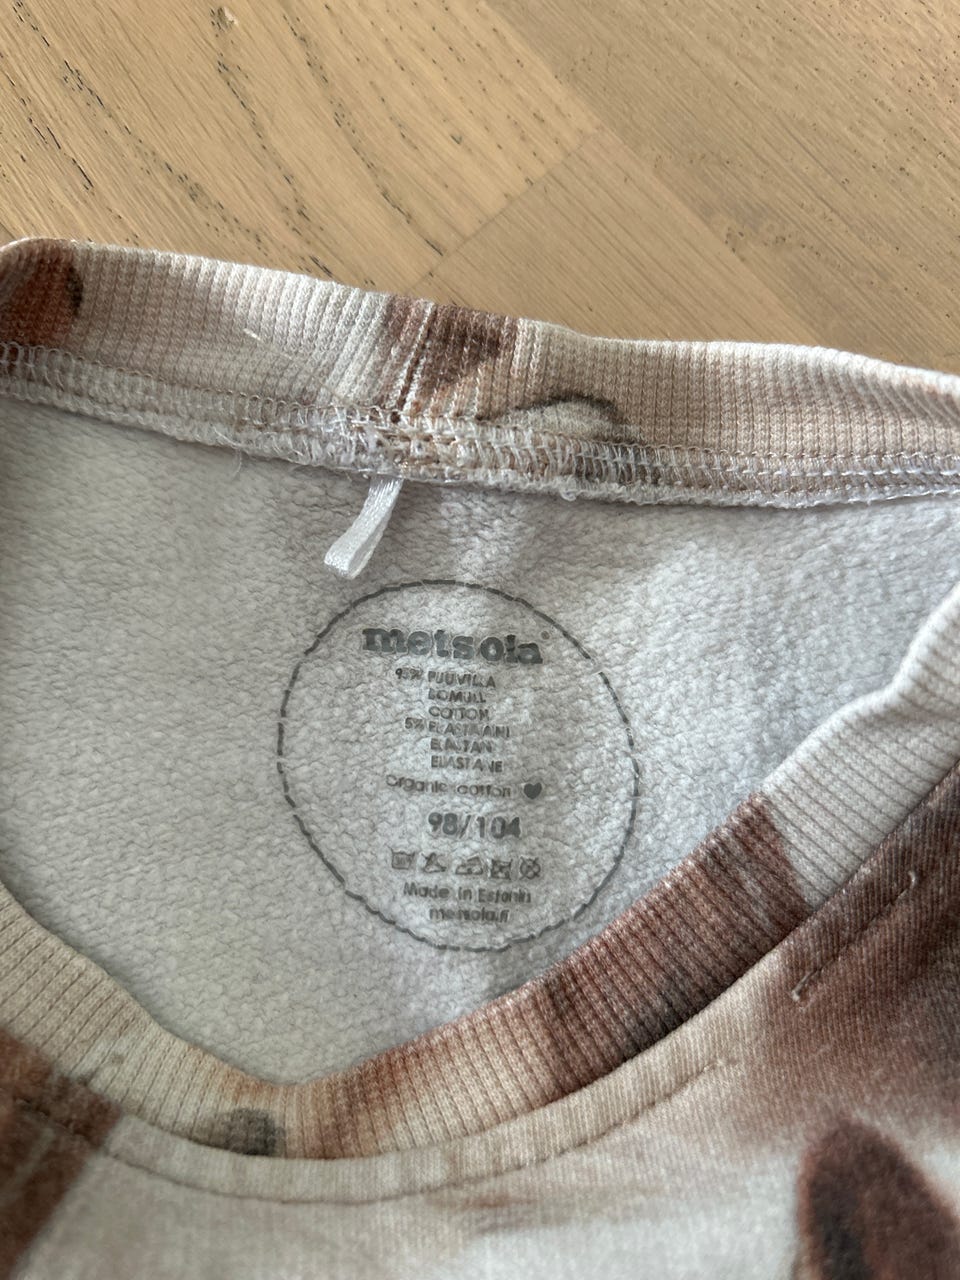 metsola®
95% PUUVILLA
BOMULL
COTTON
5% ELASTAANI
ELASTAN
ELASTANE
Organic cotton
98/104
Made in Estonia
metsola.fi